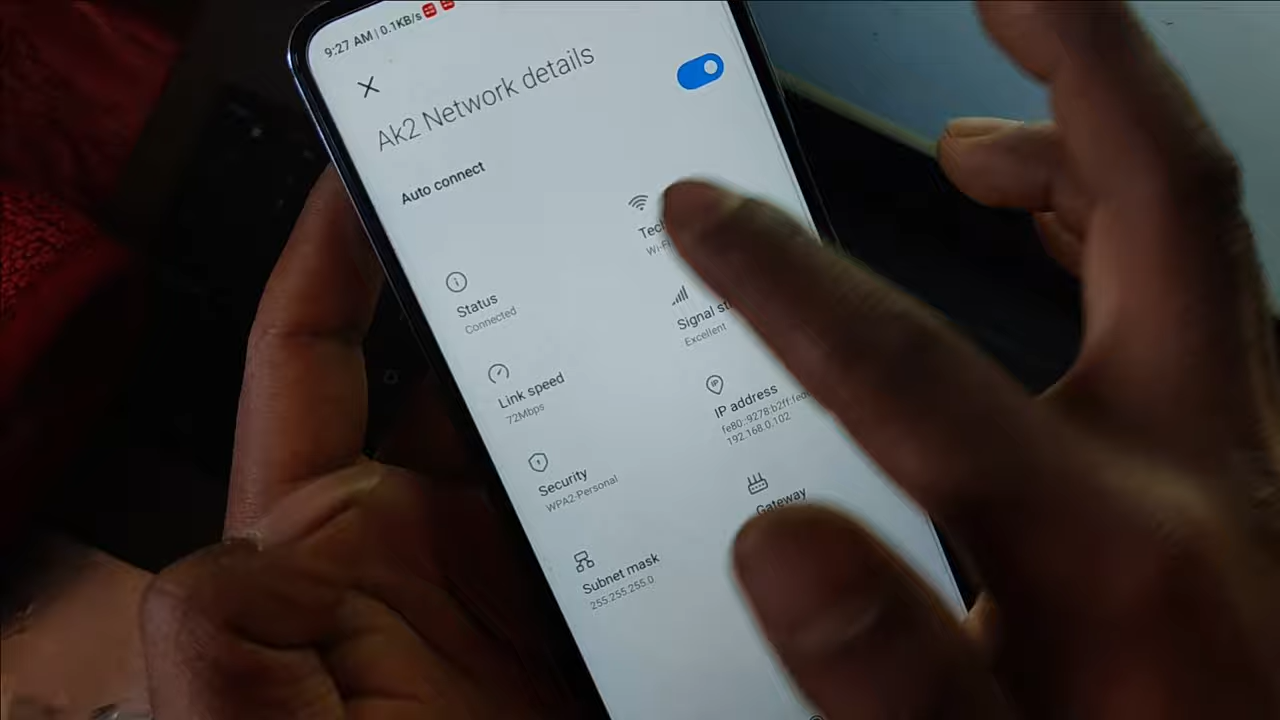 9:27 AM | 0.1KB/s
Ak2 Network details
Auto connect
Status
Connected
Signal
Excellent
Link speed
72Mbps
IP address
192.168.0.102
Security
WPA2-Personal
Gateway
Subnet mask
255.255.255.0